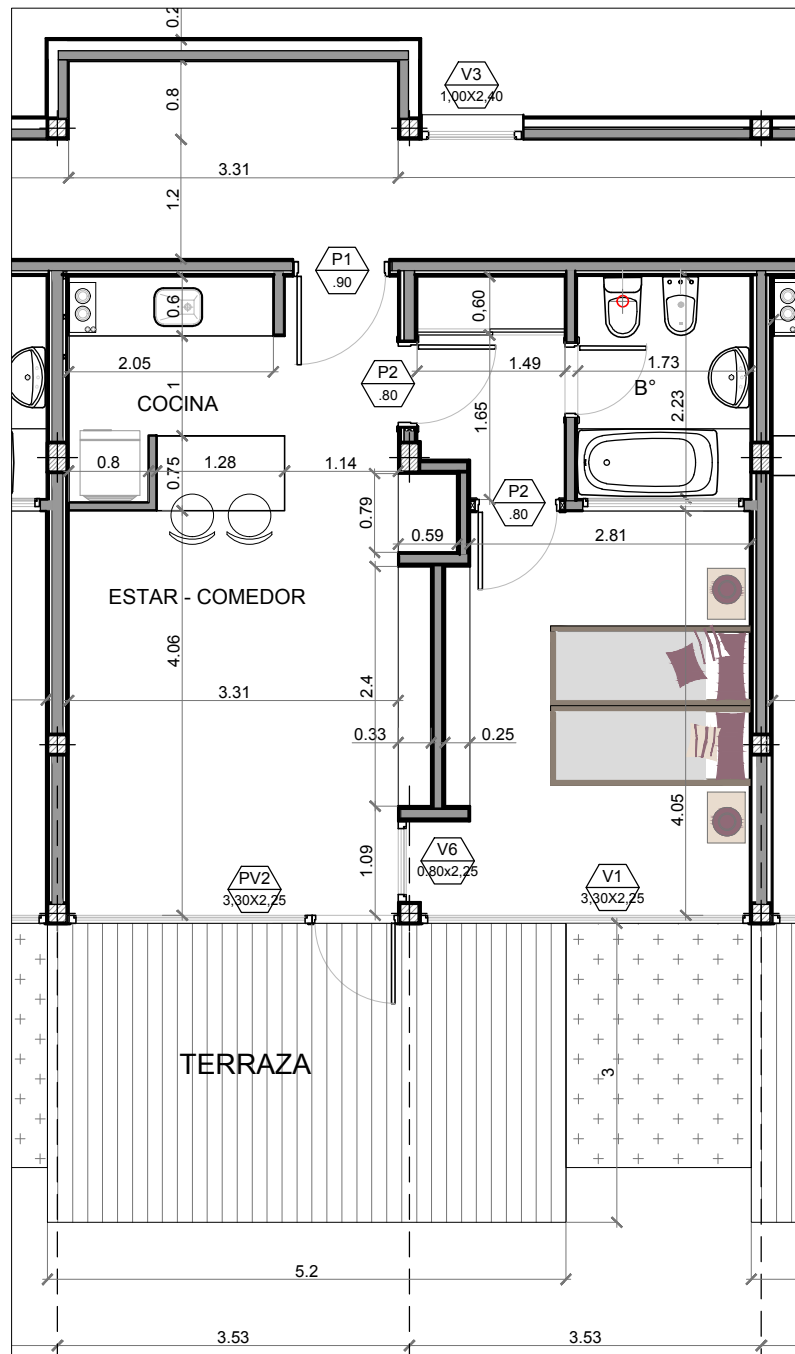 0.2
V3
1,00X2,40
0.8
3.31
1.2
P1
.90
0.6
0,60
2.05
1
P2
.80
1.49
1.73
COCINA
B°
1.65
2.23
0.8
0.75
1.28
1.14
P2
.80
0.79
0.59
2.81
ESTAR - COMEDOR
4.06
2.4
3.31
0.33
0.25
4.05
1.09
V6
0.80x2,25
PV2
3,30X2,25
V1
3,30X2,25
TERRAZA
3
5.2
3.53
3.53